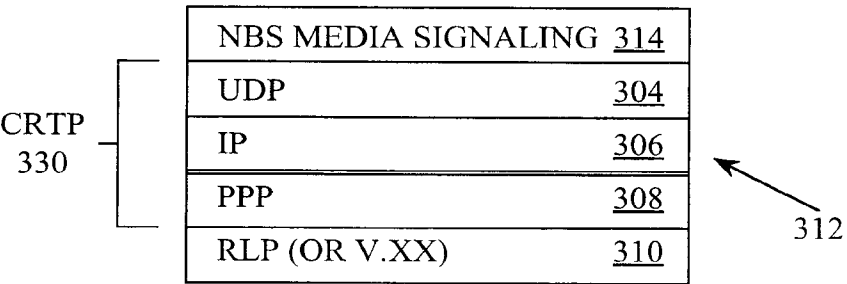 NBS MEDIA SIGNALING 314
UDP 304
CRTP
330
IP 306
PPP 308
312
RLP (OR V.XX) 310